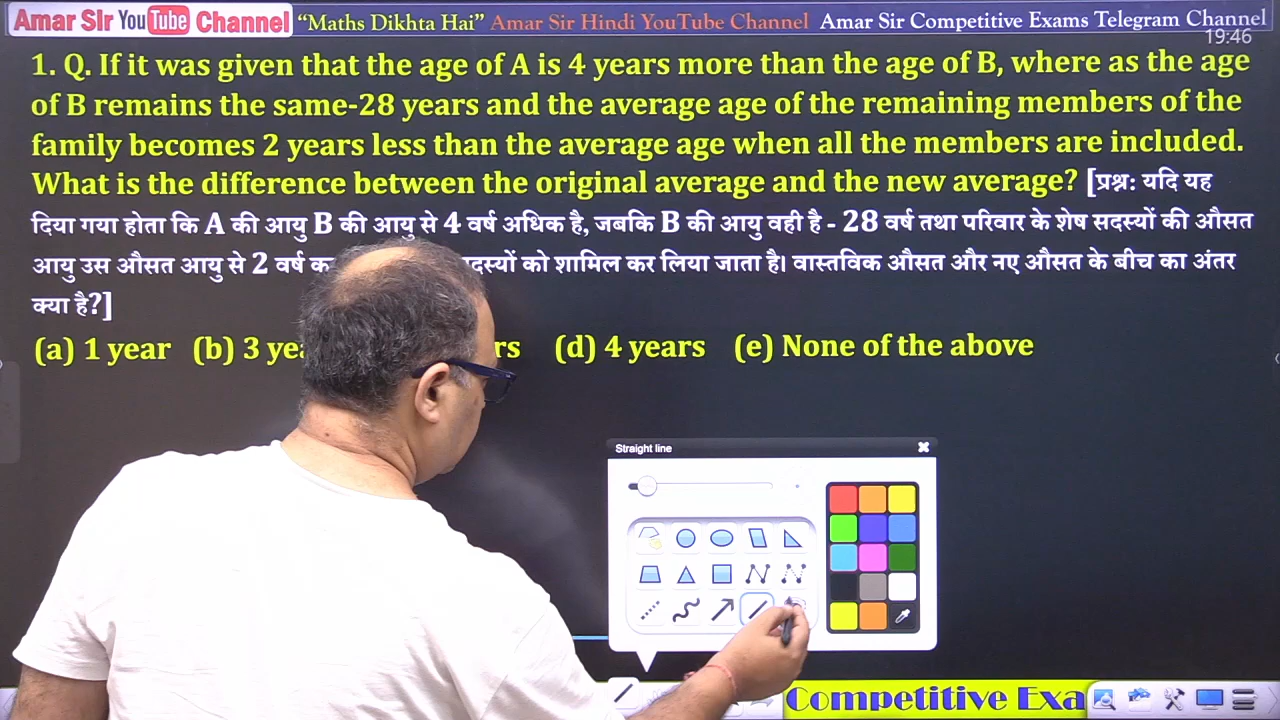 Amar SIr YouTube Channel "Maths Dikhta Hai" Amar Sir Hindi YouTube Channel Amar Sir Competitive Exams Telegram Channel
19:46
1. Q. If it was given that the age of A is 4 years more than the age of B, where as the age
of B remains the same-28 years and the average age of the remaining members of the
family becomes 2 years less than the average age when all the members are included.
What is the difference between the original average and the new average? [प्रश्न: यदि यह
दिया गया होता कि A की आयु B की आयु से 4 वर्ष अधिक है, जबकि B की आयु वही है - 28 वर्ष तथा परिवार के शेष सदस्यों की औसत
आयु उस औसत आयु से 2 वर्ष को शामिल कर लिया जाता है। वास्तविक औसत और नए औसत के बीच का अंतर
क्या है?]
(a) 1 year (b) 3 (d) 4 years (e) None of the above
Straight line
Competitive Exa